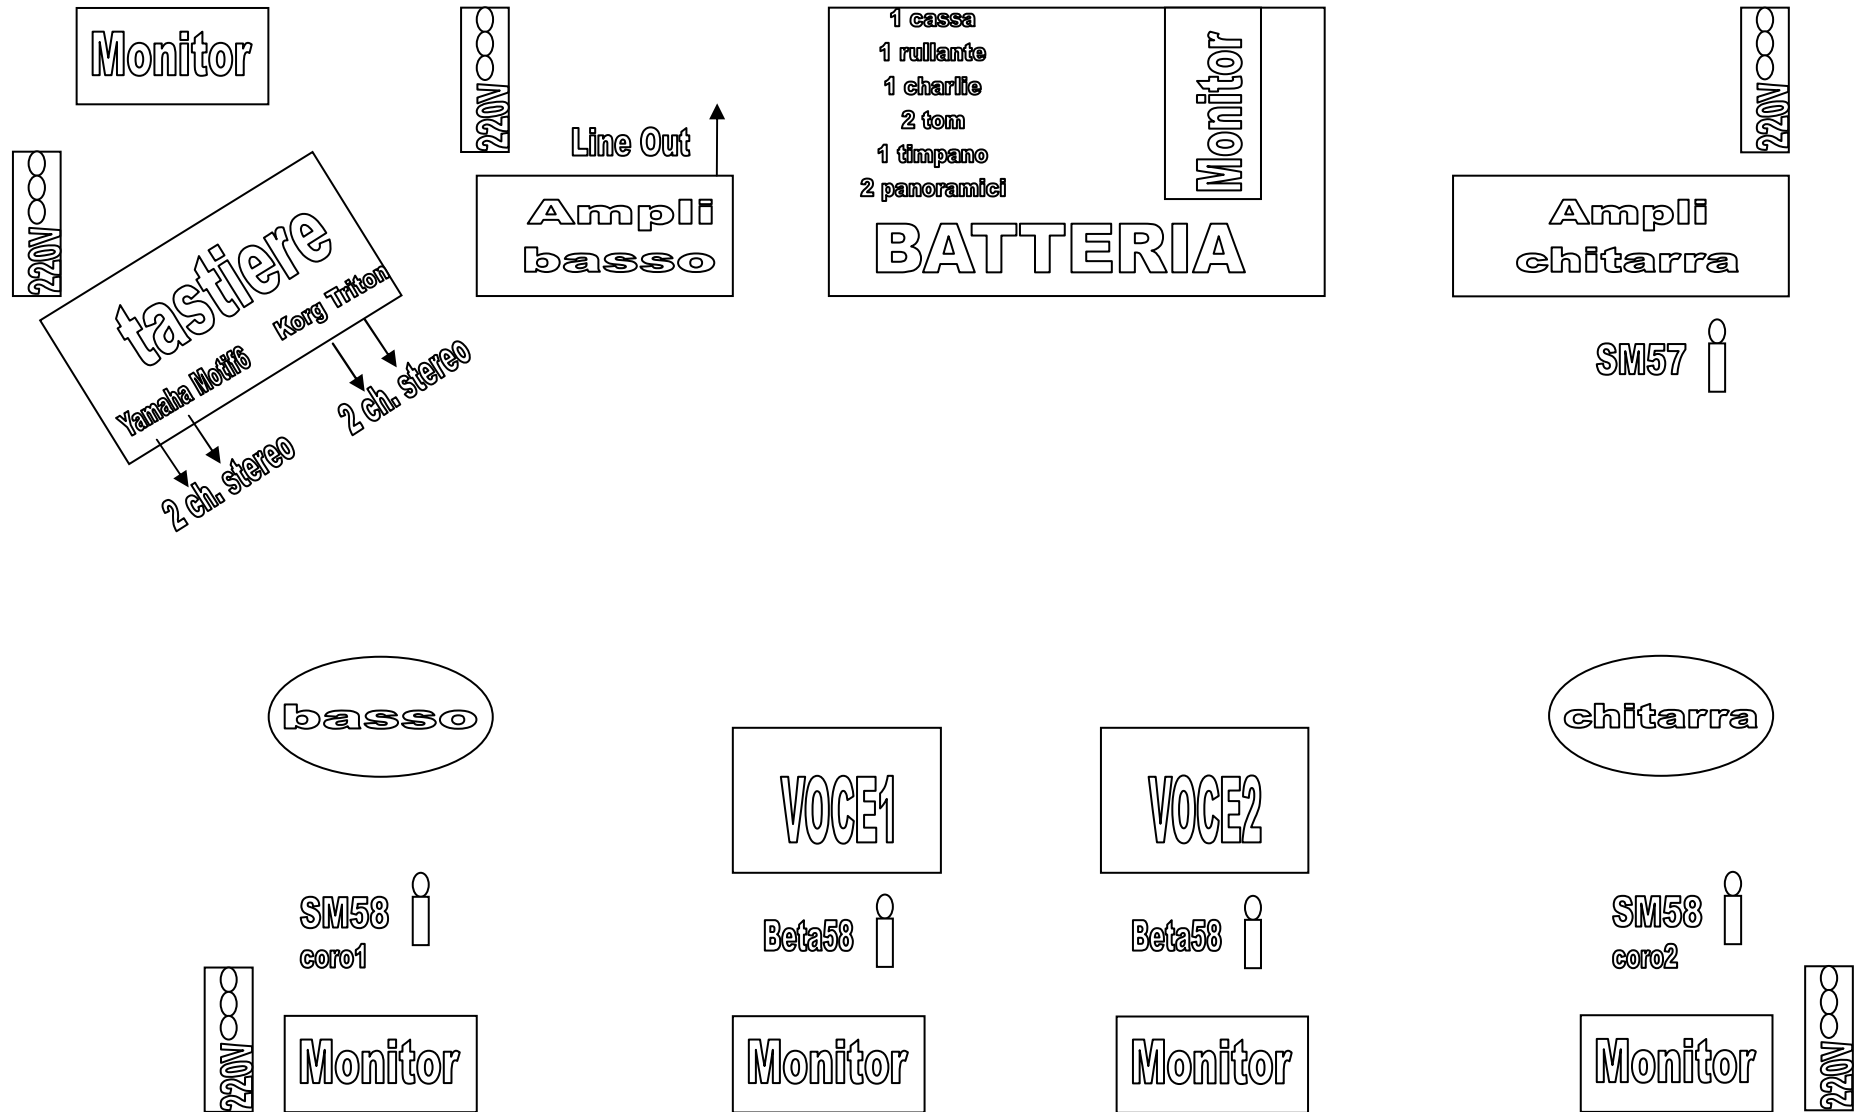 Monitor
220V
1 cassa
1 rullante
1 charlie
2 tom
1 timpano
2 panoramici
Monitor
BATTERIA
220V
Line Out
220V
tastiere
Korg Triton
Yamaha Motif6
2 ch. stereo
2 ch. stereo
Ampli
basso
Ampli
chitarra
SM57
basso
chitarra
VOCE1
VOCE2
SM58
coro1
Beta58
Beta58
SM58
coro2
220V
Monitor
Monitor
Monitor
Monitor
220V